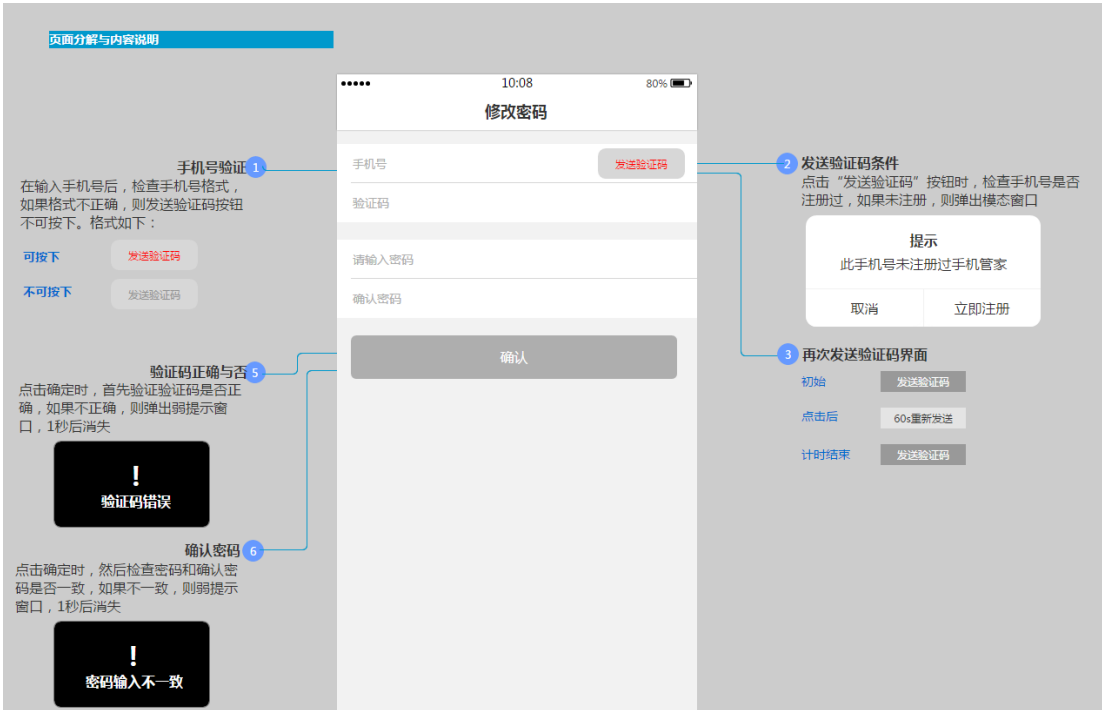 页面分解与内容说明
10:08
80%
修改密码
手机号
发送验证码
验证码
请输入密码
确认密码
确认
手机号验证
1
在输入手机号后，检查手机号格式，
如果格式不正确，则发送验证码按钮
不可按下。格式如下：
可按下
发送验证码
不可按下
发送验证码
验证码正确与否
5
点击确定时，首先验证验证码是否正
确，如果不正确，则弹出弱提示窗
口，1秒后消失
!
验证码错误
确认密码
6
点击确定时，然后检查密码和确认密
码是否一致，如果不一致，则弱提示
窗口，1秒后消失
!
密码输入不一致
2
发送验证码条件
点击“发送验证码”按钮时，检查手机号是否
注册过，如果未注册，则弹出模态窗口
提示
此手机号未注册过手机管家
取消
立即注册
3
再次发送验证码界面
初始
发送验证码
点击后
60s重新发送
计时结束
发送验证码